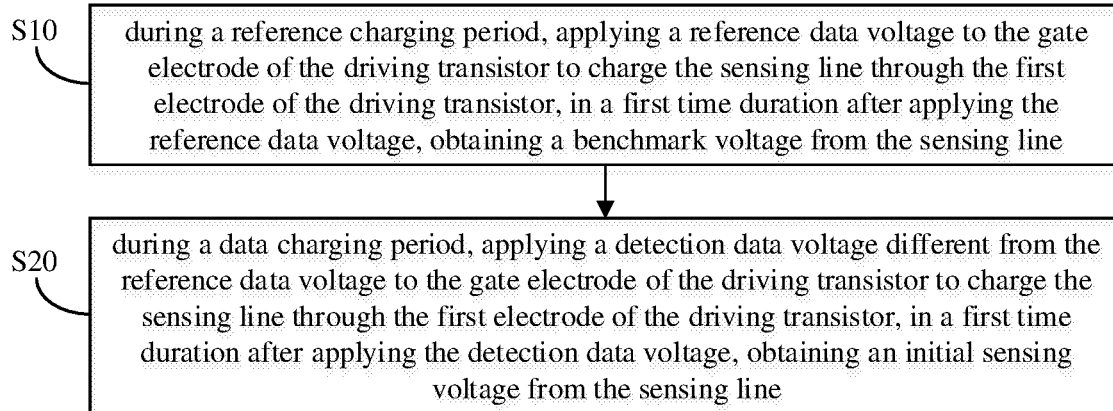 S10
during a reference charging period, applying a reference data voltage to the gate
electrode of the driving transistor to charge the sensing line through the first
electrode of the driving transistor, in a first time duration after applying the
reference data voltage, obtaining a benchmark voltage from the sensing line
S20
during a data charging period, applying a detection data voltage different from the
reference data voltage to the gate electrode of the driving transistor to charge the
sensing line through the first electrode of the driving transistor, in a first time
duration after applying the detection data voltage, obtaining an initial sensing
voltage from the sensing line